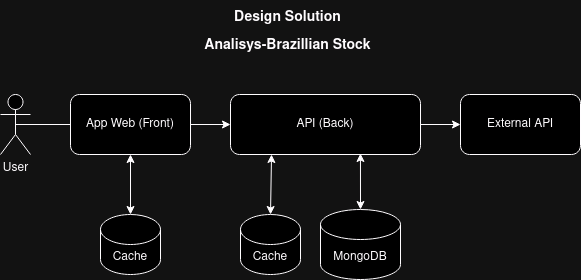 Design Solution
Analisys-Brazillian Stock
App Web (Front)
API (Back)
External API
User
Cache
Cache
MongoDB